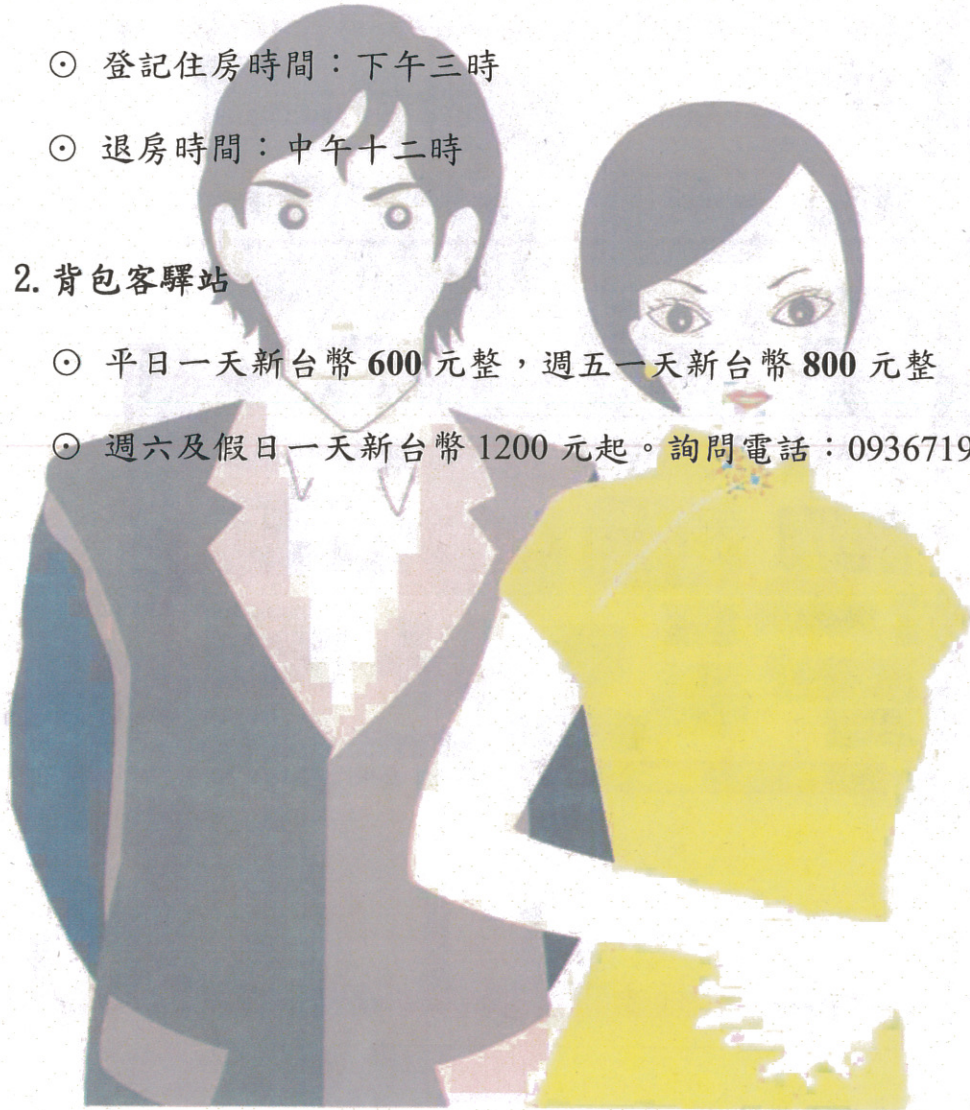 ⊙ 登記住房時間：下午三時
⊙ 退房時間：中午十二時
2. 背包客驛站
⊙ 平日一天新台幣 600 元整，週五一天新台幣 800 元整
⊙ 週六及假日一天新台幣 1200 元起。詢問電話：0936719